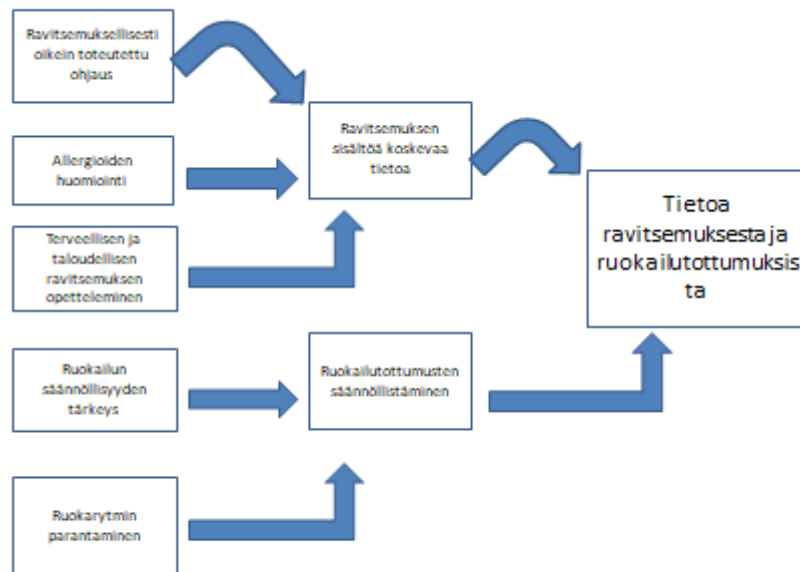 Ravitsemuksellisesti
oikein toteutettu
ohjaus
Allergioiden
huomiointi
Terveellisen ja
taloudellisen
ravitsemuksen
opetteleminen
Ruokailun
säännöllisyyden
tärkeys
Ruokarytmin
parantaminen
Ravitsemuksen
sisältöä koskevaa
tietoa
Ruokailutottumusten
säännöllistäminen
Tietoa
ravitsemuksesta ja
ruokailutottumuksis
ta